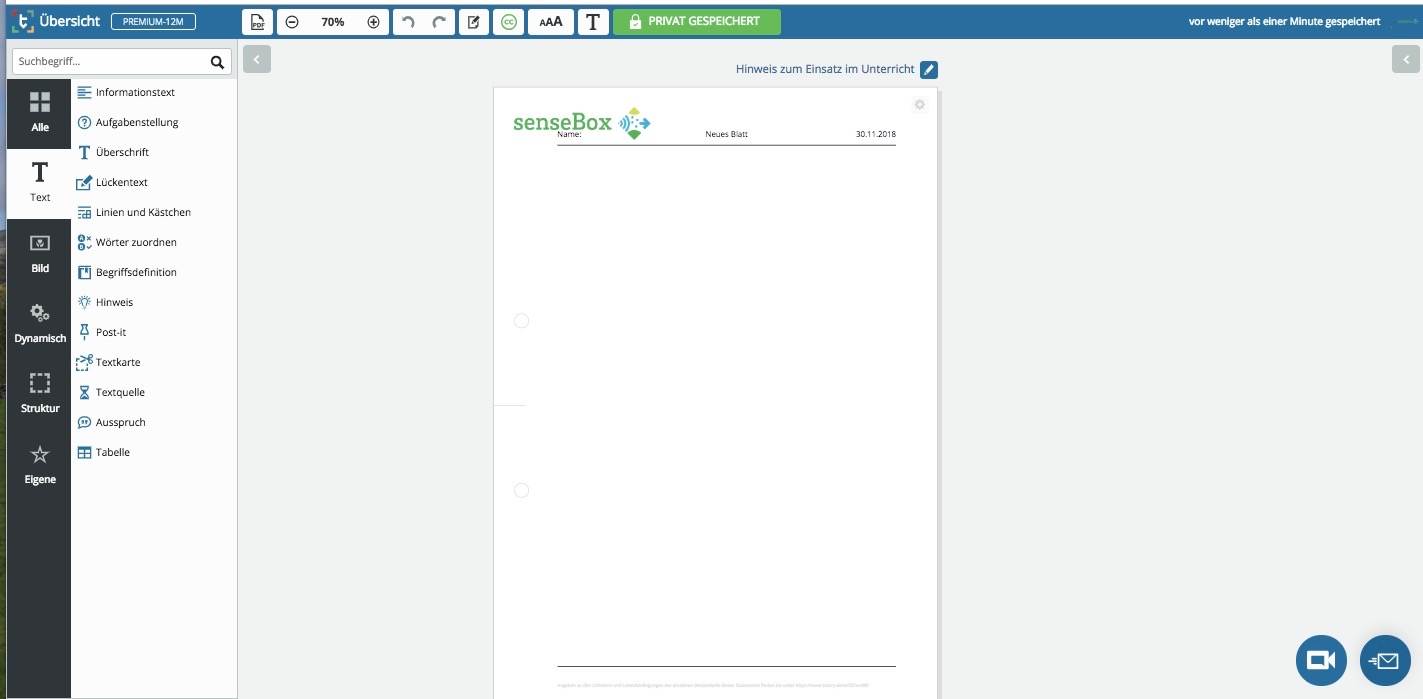 Übersicht PREMIUM-12M PDF 70% cc AAA T PRIVAT GESPEICHERT vor weniger als einer Minute gespeichert
Suchbegriff...
Alle
Text
Bild
Dynamisch
Struktur
Eigene
Informationstext
Aufgabenstellung
Überschrift
Lückentext
Linien und Kästchen
Wörter zuordnen
Begriffsdefinition
Hinweis
Post-it
Textkarte
Textquelle
Ausspruch
Tabelle
Hinweis zum Einsatz im Unterricht
senseBox
Name: Neues Blatt 30.11.2018